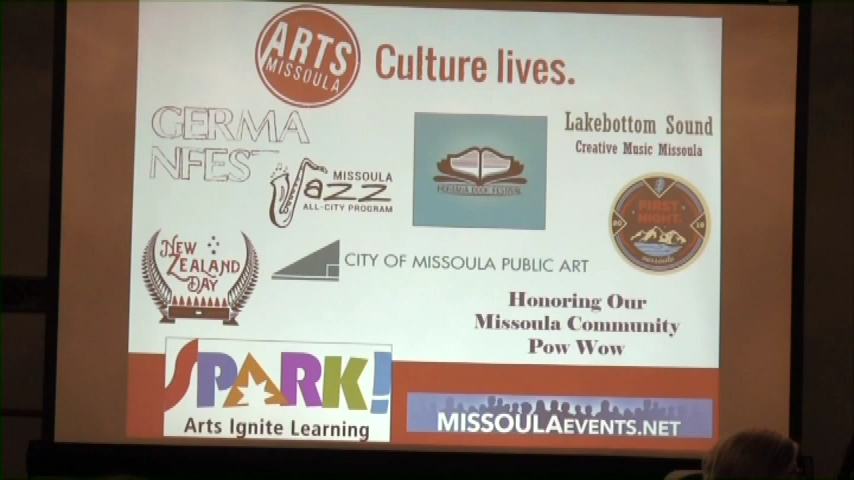 ARTS
MISSOULA
Culture lives.
GERMA
NFEST
MISSOULA
Jazz
ALL-CITY PROGRAM
Lakebottom Sound
Creative Music Missoula
FIRST
NIGHT
20
missoula
NEW
ZEALAND
DAY
CITY OF MISSOULA PUBLIC ART
Honoring Our
Missoula Community
Pow Wow
SPARK!
Arts Ignite Learning
MISSOULAEVENTS.NET